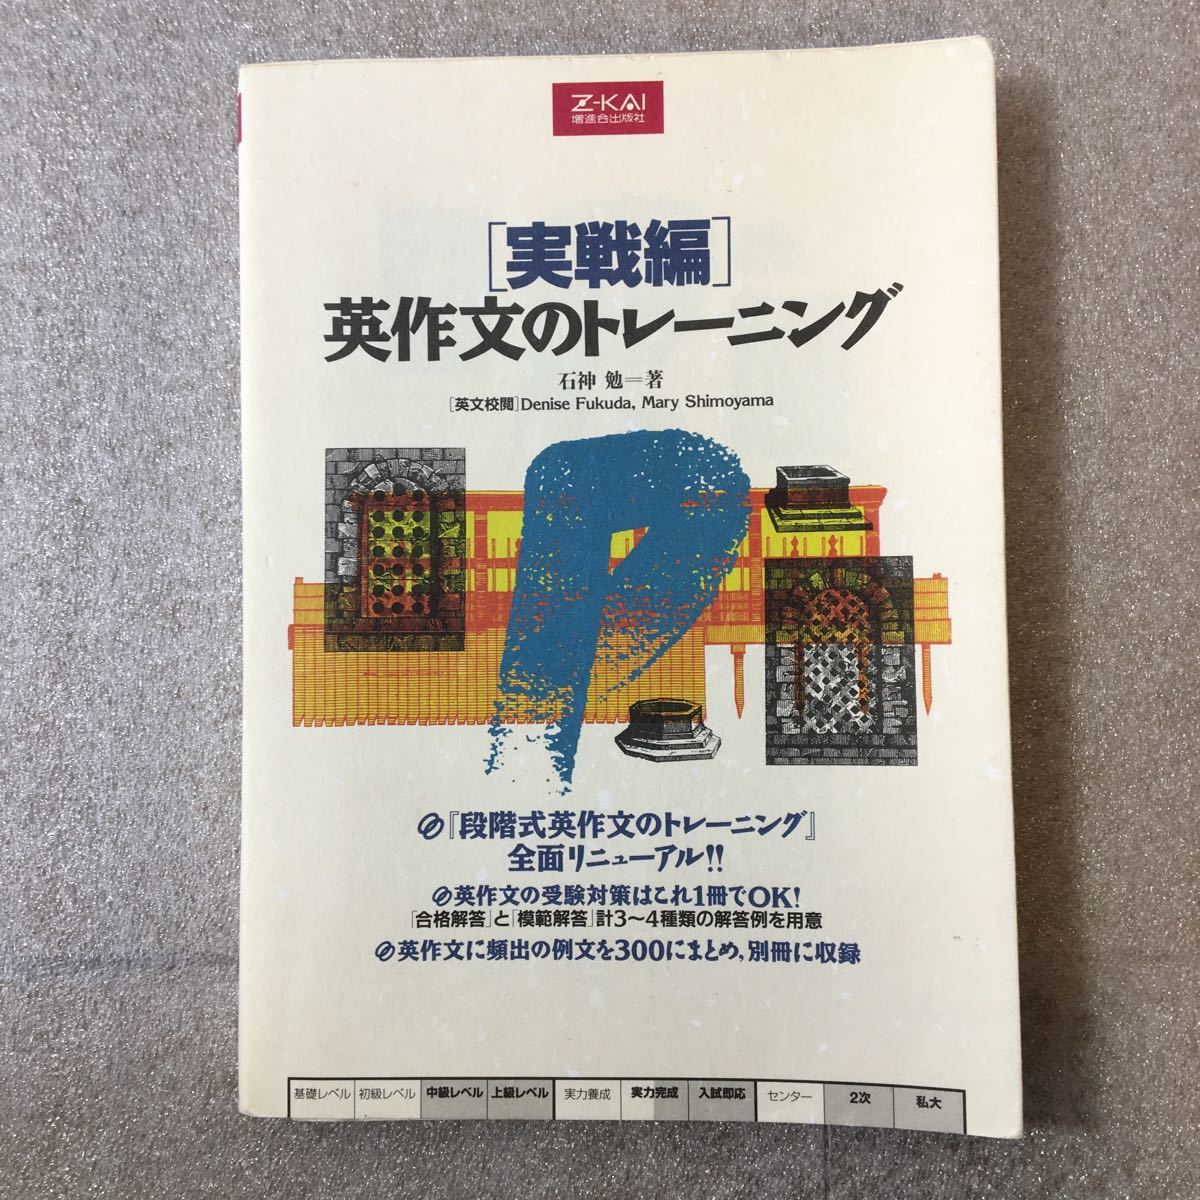 Z-KAI
増進会出版社
[実戦編]
英作文のトレーニング
石神 勉=著
[英文校閲]Denise Fukuda, Mary Shimoyama
『段階式英作文のトレーニング』
全面リニューアル!!
英作文の受験対策はこれ1冊でOK!
「合格解答」と「模範解答」計3〜4種類の解答例を用意
英作文に頻出の例文を300にまとめ,別冊に収録
基礎レベル 初級レベル 中級レベル 上級レベル 実力養成 実力完成 入試即応 センター 2次 私大